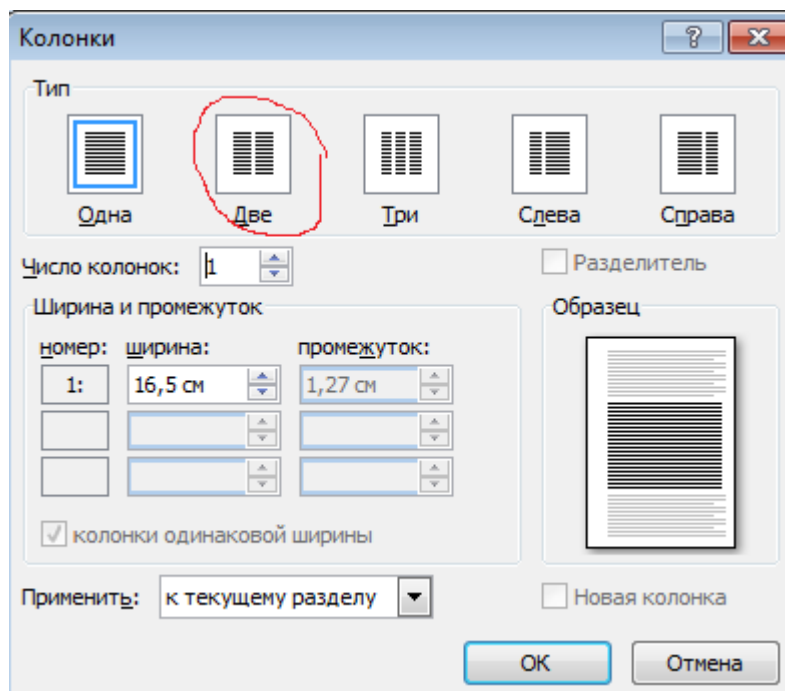 Колонки
Тип
Одна Две Три Слева Справа
Число колонок: 1 Разделитель
Ширина и промежуток Образец
номер: ширина: промежуток:
1: 16,5 см 1,27 см
колонки одинаковой ширины
Применить: к текущему разделу Новая колонка
ОК Отмена